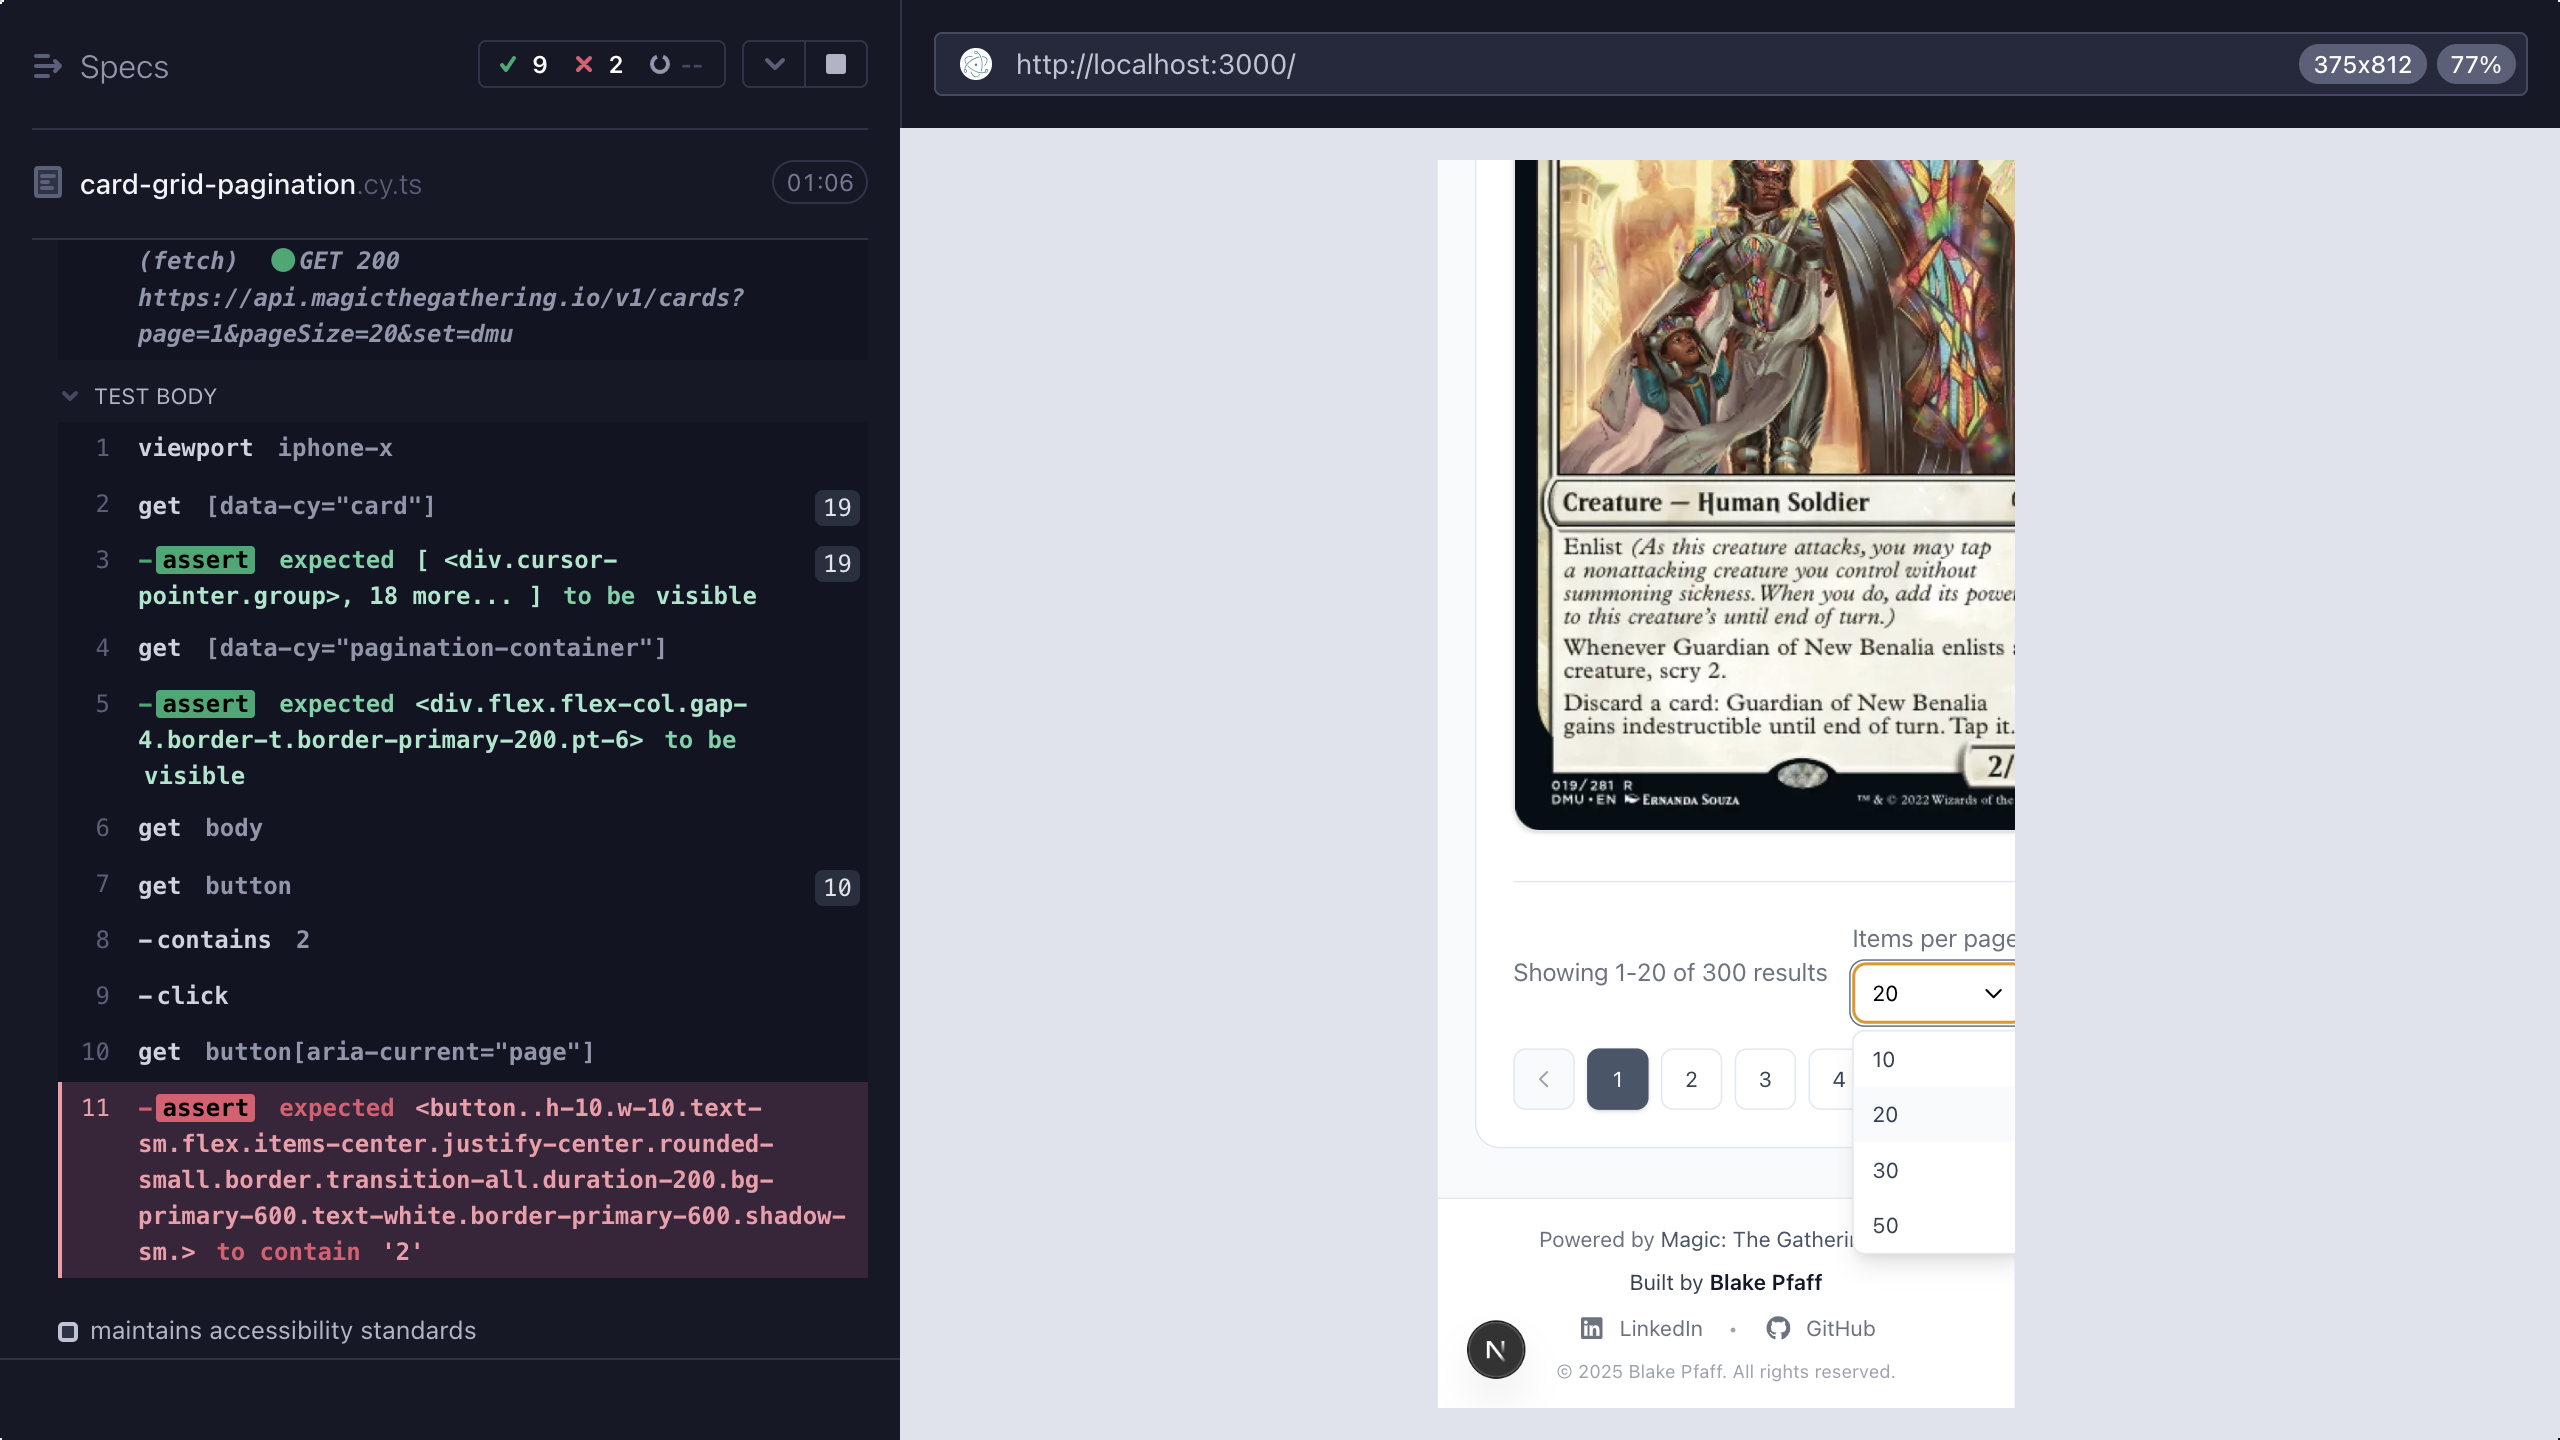 Specs
9 2 --
card-grid-pagination.cy.ts 01:06
(fetch) GET 200
https://api.magicthegathering.io/v1/cards?
page=1&pageSize=20&set=dmu
TEST BODY
1 viewport iphone-x
2 get [data-cy="card"] 19
3 -assert expected [ <div.cursor-
pointer.group>, 18 more... ] to be visible 19
4 get [data-cy="pagination-container"]
5 -assert expected <div.flex.flex-col.gap-
4.border-t.border-primary-200.pt-6> to be
visible
6 get body
7 get button 10
8 -contains 2
9 -click
10 get button[aria-current="page"]
11 -assert expected <button..h-10.w-10.text-
sm.flex.items-center.justify-center.rounded-
small.border.transition-all.duration-200.bg-
primary-600.text-white.border-primary-600.shadow-
sm.> to contain '2'
maintains accessibility standards
http://localhost:3000/ 375x812 77%
Creature — Human Soldier
Enlist (As this creature attacks, you may tap
a nonattacking creature you control without
summoning sickness. When you do, add its power
to this creature's until end of turn.)
Whenever Guardian of New Benalia enlists a
creature, scry 2.
Discard a card: Guardian of New Benalia
gains indestructible until end of turn. Tap it.
2/
019/281 R
DMU • EN Ernanda Souza ™ & © 2022 Wizards of the
Items per page
Showing 1-20 of 300 results
20
1 2 3 4
10
20
30
50
Powered by Magic: The Gatheri
Built by Blake Pfaff
LinkedIn • GitHub
N
© 2025 Blake Pfaff. All rights reserved.